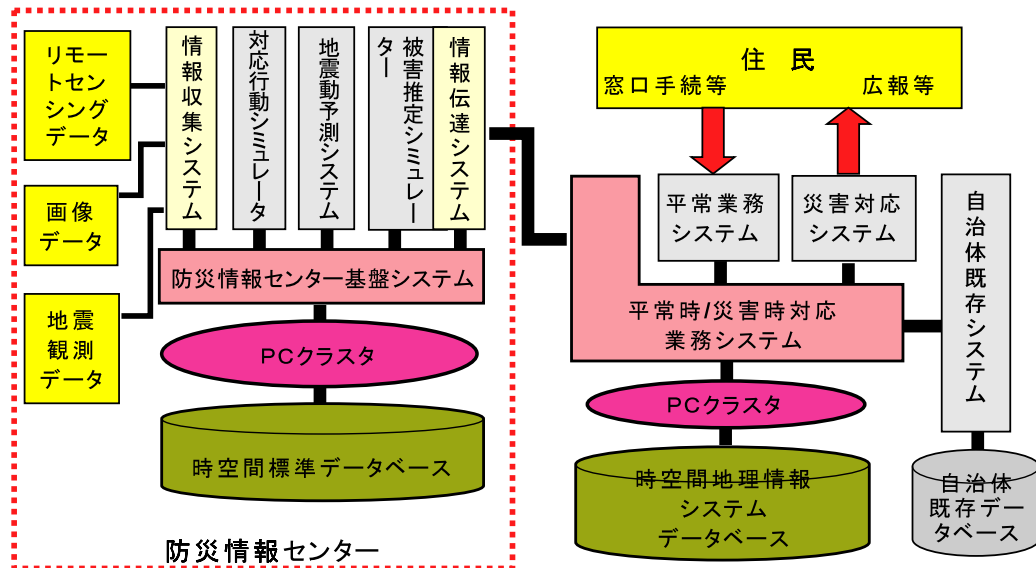 リモー
トセン
シング
データ
画像
データ
地震
観測
データ
情報収集システム
対応行動シミュレータ
地震動予測システム
被害推定シミュレー
ター
情報伝達システム
防災情報センター基盤システム
PCクラスタ
時空間標準データベース
防災情報センター
住　民
窓口手続等
広報等
平常業務
システム
災害対応
システム
平常時/災害時対応
業務システム
PCクラスタ
時空間地理情報
システム
データベース
自治体既存システム
自治体
既存デー
タベース